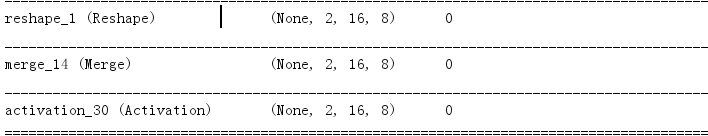 reshape_1 (Reshape) (None, 2, 16, 8) 0
merge_14 (Merge) (None, 2, 16, 8) 0
activation_30 (Activation) (None, 2, 16, 8) 0